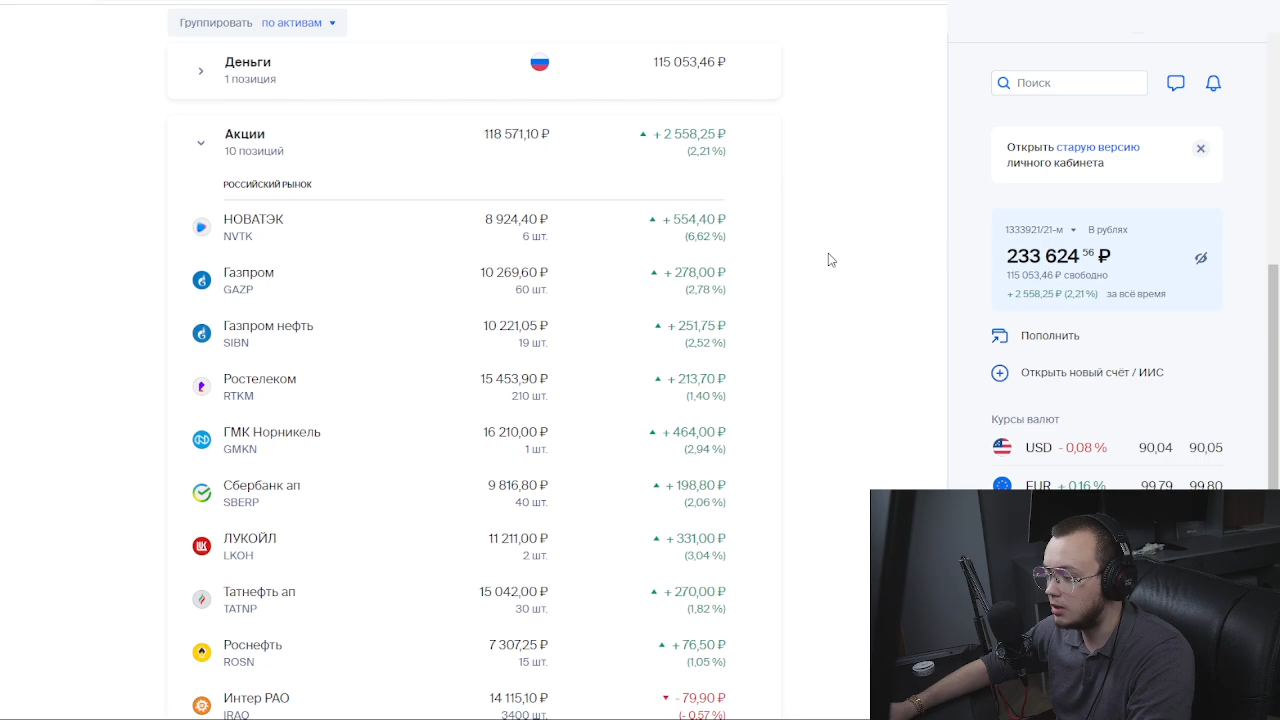 Группировать по активам
Деньги
115 053,46 ₽
1 позиция
Акции
118 571,10 ₽
+ 2 558,25 ₽
10 позиций
(2,21 %)
РОССИЙСКИЙ РЫНОК
НОВАТЭК
8 924,40 ₽
+ 554,40 ₽
NVTK
6 шт.
(6,62 %)
Газпром
10 269,60 ₽
+ 278,00 ₽
GAZP
60 шт.
(2,78 %)
Газпром нефть
10 221,05 ₽
+ 251,75 ₽
SIBN
19 шт.
(2,52 %)
Ростелеком
15 453,90 ₽
+ 213,70 ₽
RTKM
210 шт.
(1,40 %)
ГМК Норникель
16 210,00 ₽
+ 464,00 ₽
GMKN
1 шт.
(2,94 %)
Сбербанк ап
9 816,80 ₽
+ 198,80 ₽
SBERP
40 шт.
(2,06 %)
ЛУКОЙЛ
11 211,00 ₽
+ 331,00 ₽
LKOH
2 шт.
(3,04 %)
Татнефть ап
15 042,00 ₽
+ 270,00 ₽
TATNP
30 шт.
(1,82 %)
Роснефть
7 307,25 ₽
+ 76,50 ₽
ROSN
15 шт.
(1,05 %)
Интер РАО
14 115,10 ₽
- 79,90 ₽
IRAO
3400 шт.
(- 0,57 %)
Поиск
Открыть старую версию
личного кабинета
1333921/21-м В рублях
233 624 56 ₽
115 053,46 ₽ свободно
+ 2 558,25 ₽ (2,21 %) за всё время
Пополнить
Открыть новый счёт / ИИС
Курсы валют
USD - 0,08 % 90,04 90,05
EUR + 0,16 % 99,79 99,80